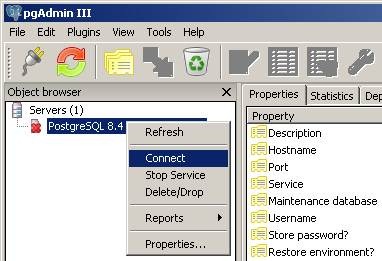 pgAdmin III
File Edit Plugins View Tools Help
Object browser
Servers (1)
PostgreSQL 8.4
Refresh
Connect
Stop Service
Delete/Drop
Reports
Properties...
Properties Statistics
Property
Description
Hostname
Port
Service
Maintenance database
Username
Store password?
Restore environment?